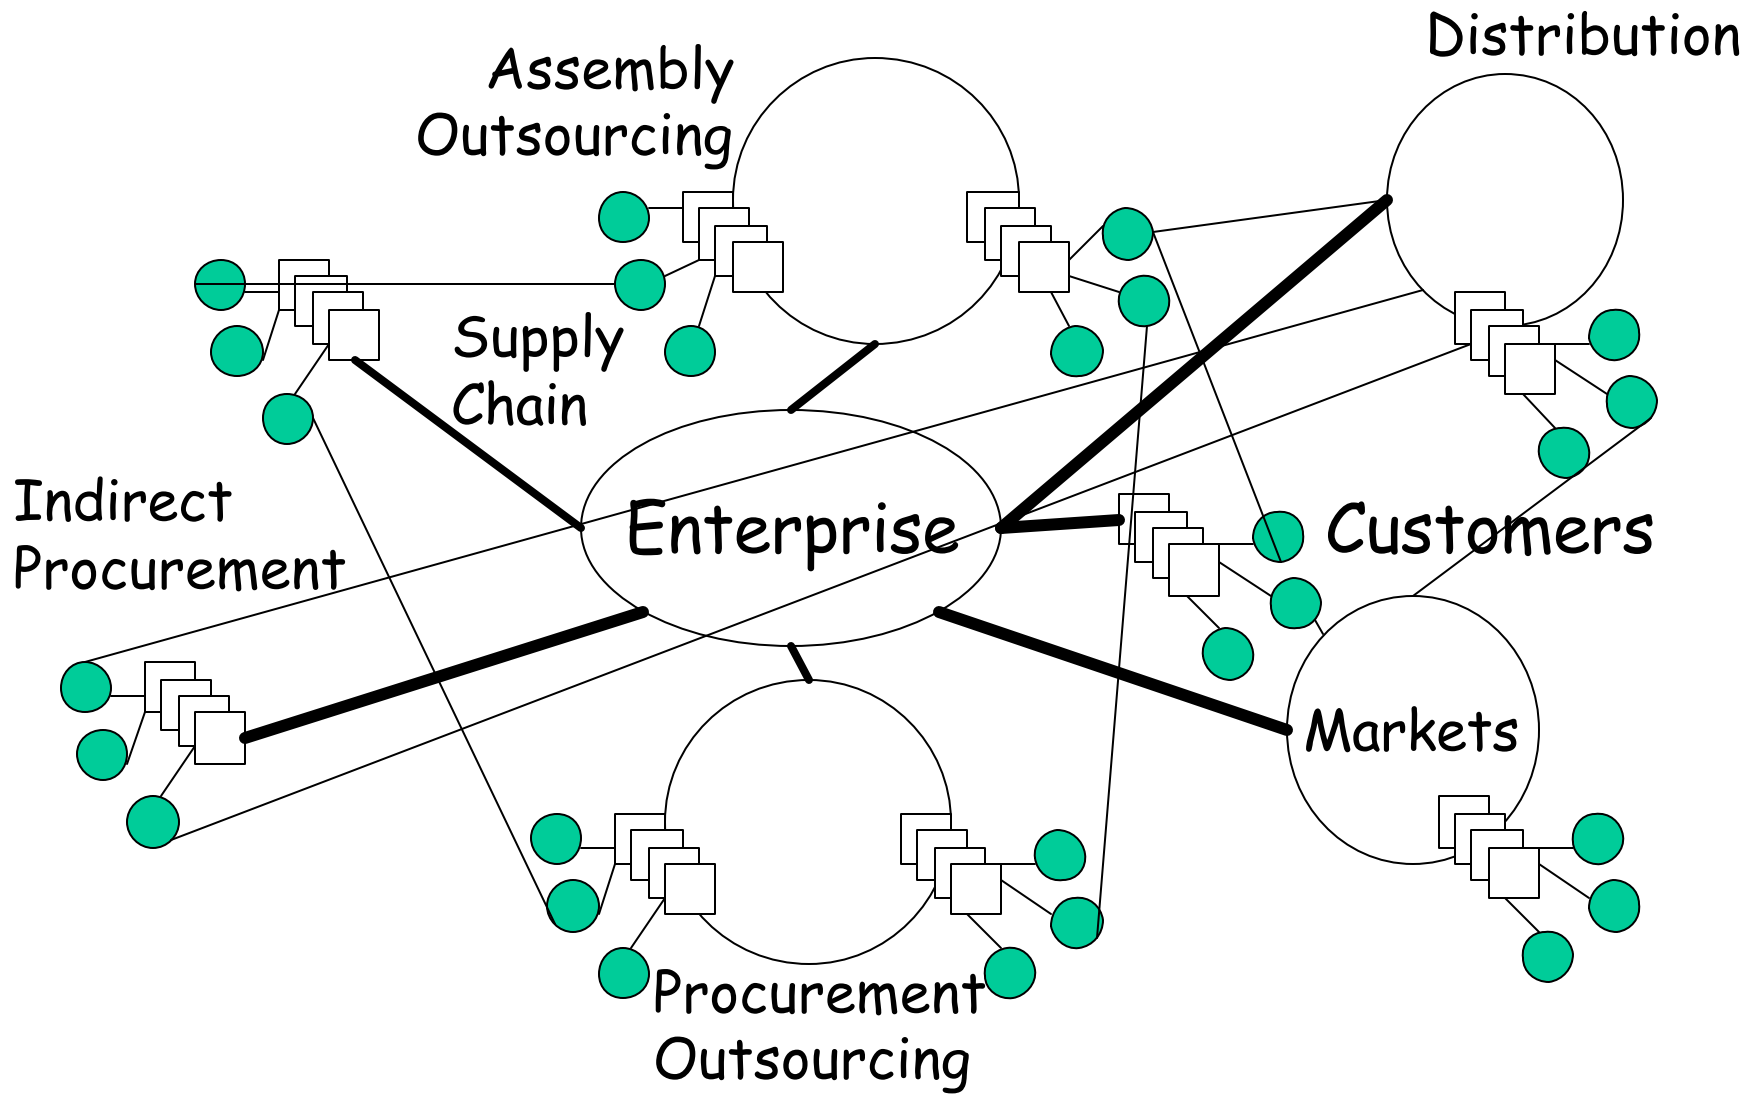 Distribution
Assembly
Outsourcing
Supply
Chain
Indirect
Procurement
Enterprise
Customers
Markets
Procurement
Outsourcing